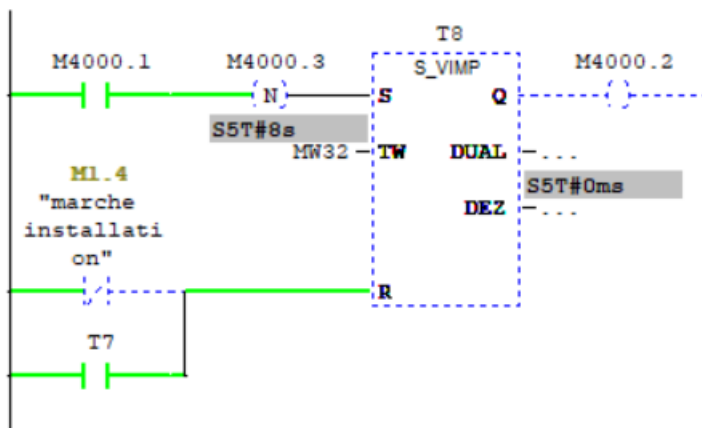 T8
M4000.1 M4000.3 S_VIMP M4000.2
N S Q
S5T#8s
MW32 TW DUAL ...
M1.4 S5T#0ms
"marche DEZ ...
installati
on"
R
T7